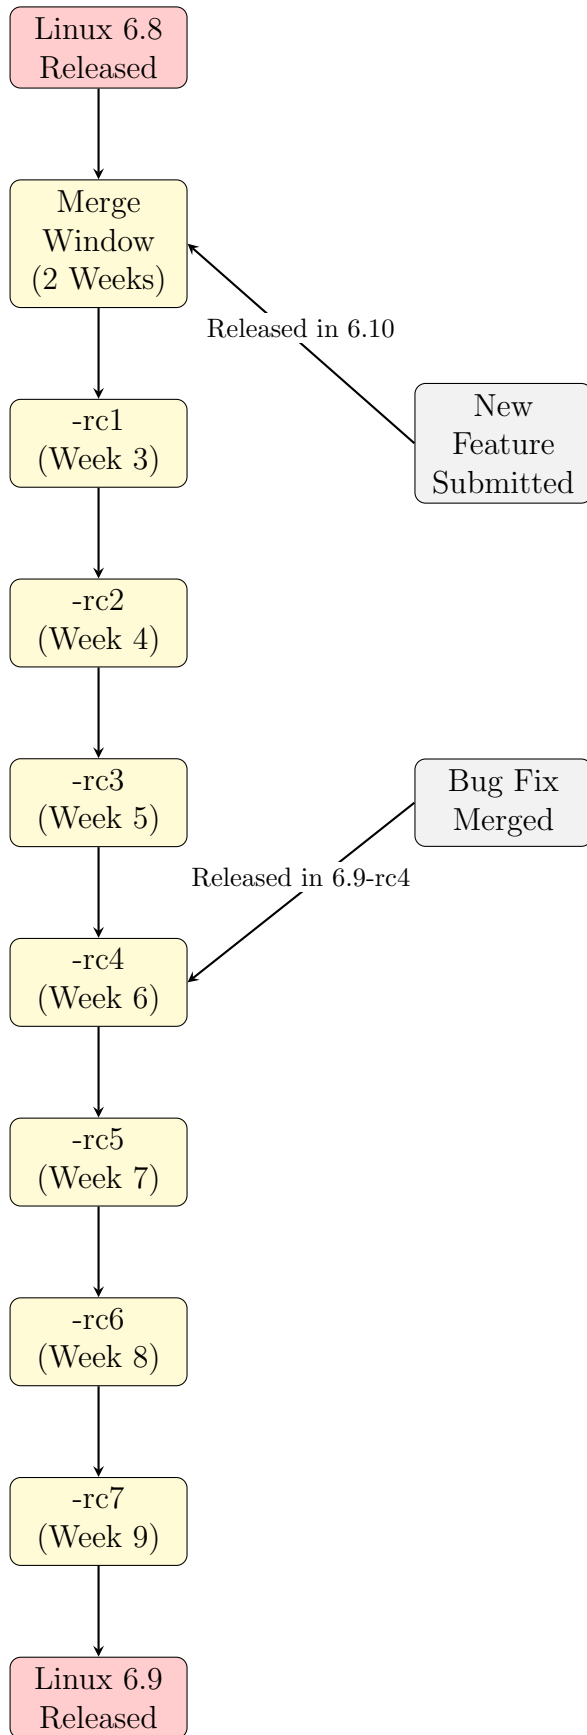 Linux 6.8
Released
Merge
Window
(2 Weeks)
Released in 6.10
New
Feature
Submitted
-rc1
(Week 3)
-rc2
(Week 4)
-rc3
(Week 5)
Bug Fix
Merged
Released in 6.9-rc4
-rc4
(Week 6)
-rc5
(Week 7)
-rc6
(Week 8)
-rc7
(Week 9)
Linux 6.9
Released